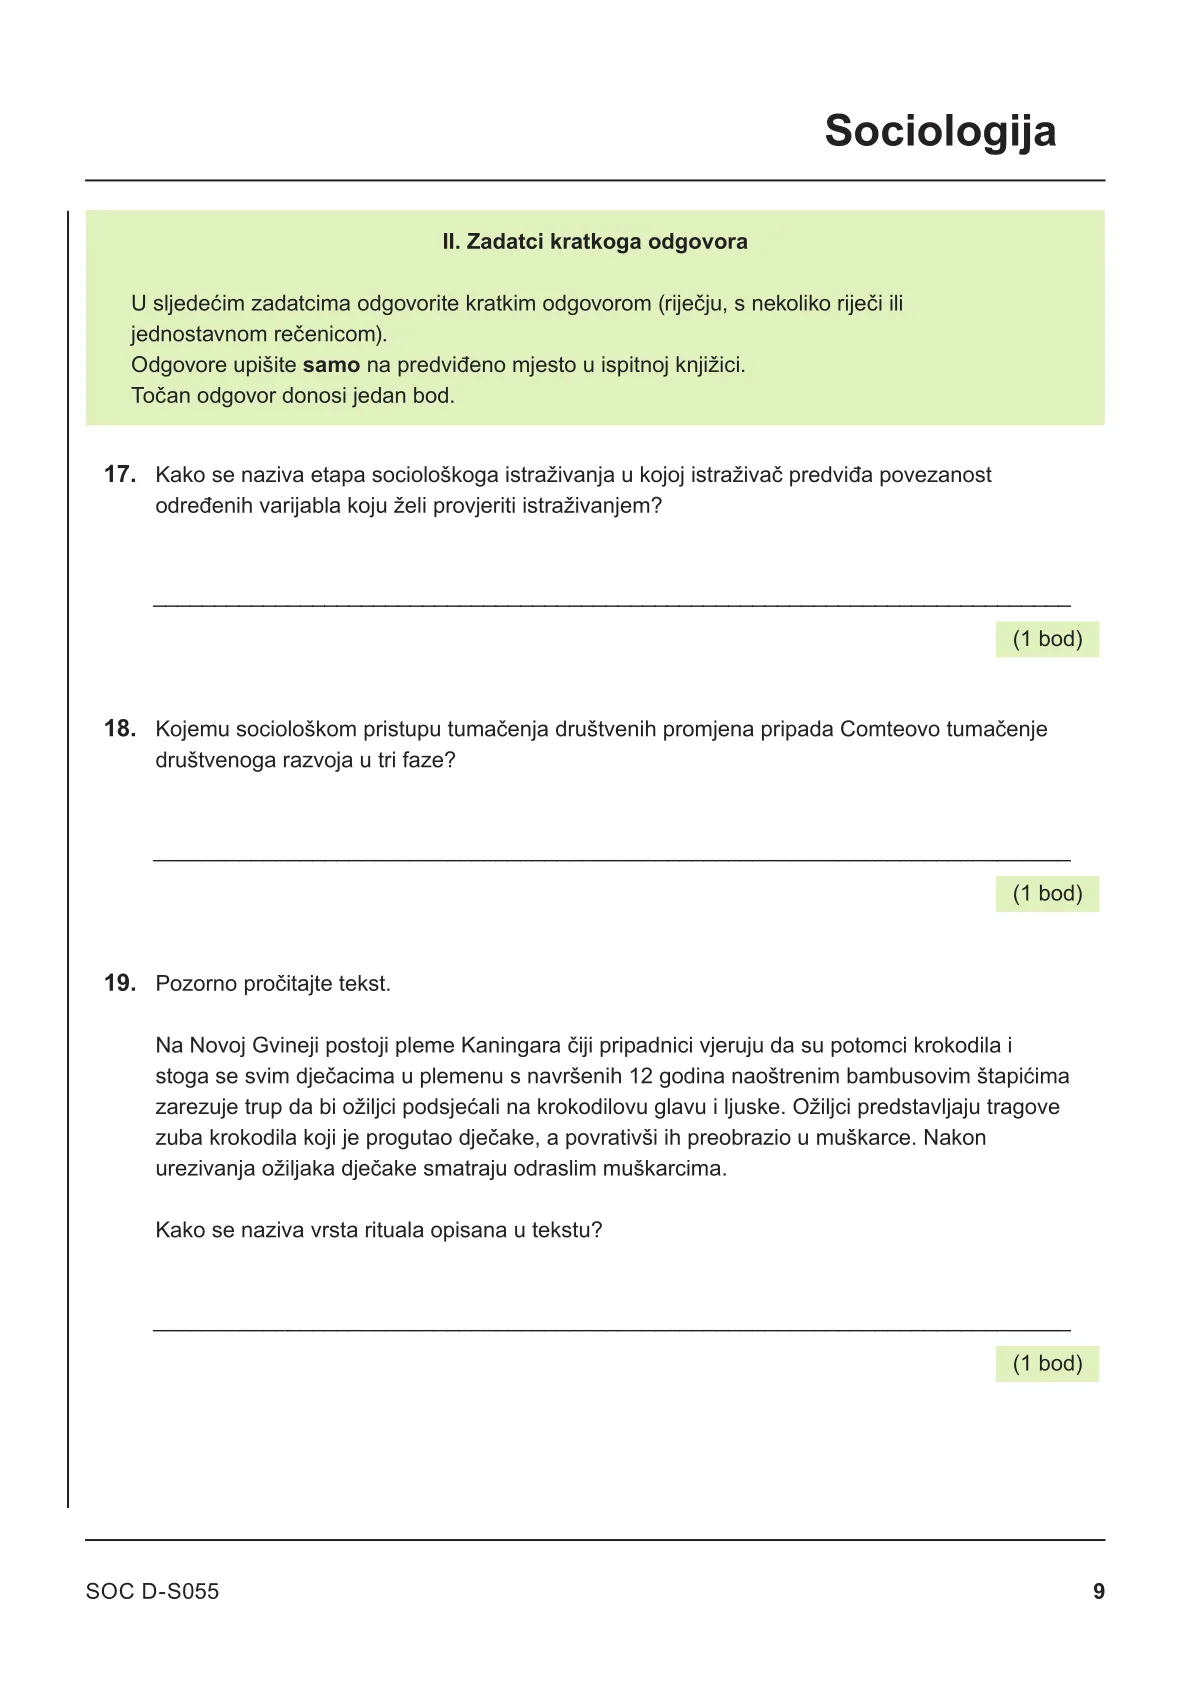 Sociologija
II. Zadatci kratkoga odgovora
U sljedećim zadatcima odgovorite kratkim odgovorom (riječju, s nekoliko riječi ili
jednostavnom rečenicom).
Odgovore upišite samo na predviđeno mjesto u ispitnoj knjižici.
Točan odgovor donosi jedan bod.
17. Kako se naziva etapa sociološkoga istraživanja u kojoj istraživač predviđa povezanost
određenih varijabla koju želi provjeriti istraživanjem?
(1 bod)
18. Kojemu sociološkom pristupu tumačenja društvenih promjena pripada Comteovo tumačenje
društvenoga razvoja u tri faze?
(1 bod)
19. Pozorno pročitajte tekst.
Na Novoj Gvineji postoji pleme Kaningara čiji pripadnici vjeruju da su potomci krokodila i
stoga se svim dječacima u plemenu s navršenih 12 godina naoštrenim bambusovim štapićima
zarezuje trup da bi ožiljci podsjećali na krokodilovu glavu i ljuske. Ožiljci predstavljaju tragove
zuba krokodila koji je progutao dječake, a povrativši ih preobrazio u muškarce. Nakon
urezivanja ožiljaka dječake smatraju odraslim muškarcima.
Kako se naziva vrsta rituala opisana u tekstu?
(1 bod)
SOC D-S055
9